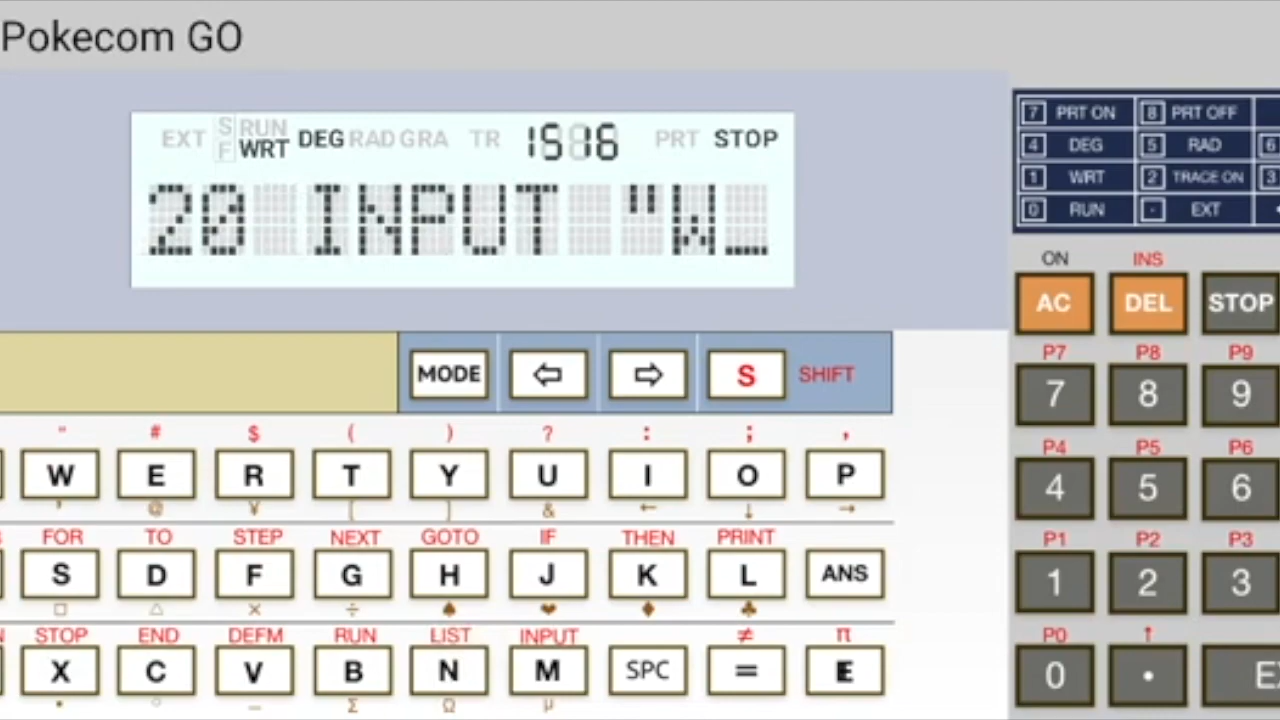 Pokecom GO
EXT S F RUN WRT DEG RAD GRA TR 1516 PRT STOP
20 INPUT "W_
7 PRT ON 8 PRT OFF
4 DEG 5 RAD 6
1 WRT 2 TRACE ON 3
0 RUN · EXT
ON INS
AC DEL STOP
MODE ⇦ ⇨ S SHIFT
P7 P8 P9
7 8 9
" # $ ( ) ? : ; ,
W E R T Y U I O P
' @ ¥ [ ] & ← ↓ →
P4 P5 P6
4 5 6
FOR TO STEP NEXT GOTO IF THEN PRINT
S D F G H J K L ANS
□ △ × ÷ ♠ ♥ ♦ ♣
P1 P2 P3
1 2 3
STOP END DEFM RUN LIST INPUT ≠ π
X C V B N M SPC = E
Σ Ω μ
P0 ↑
0 ·